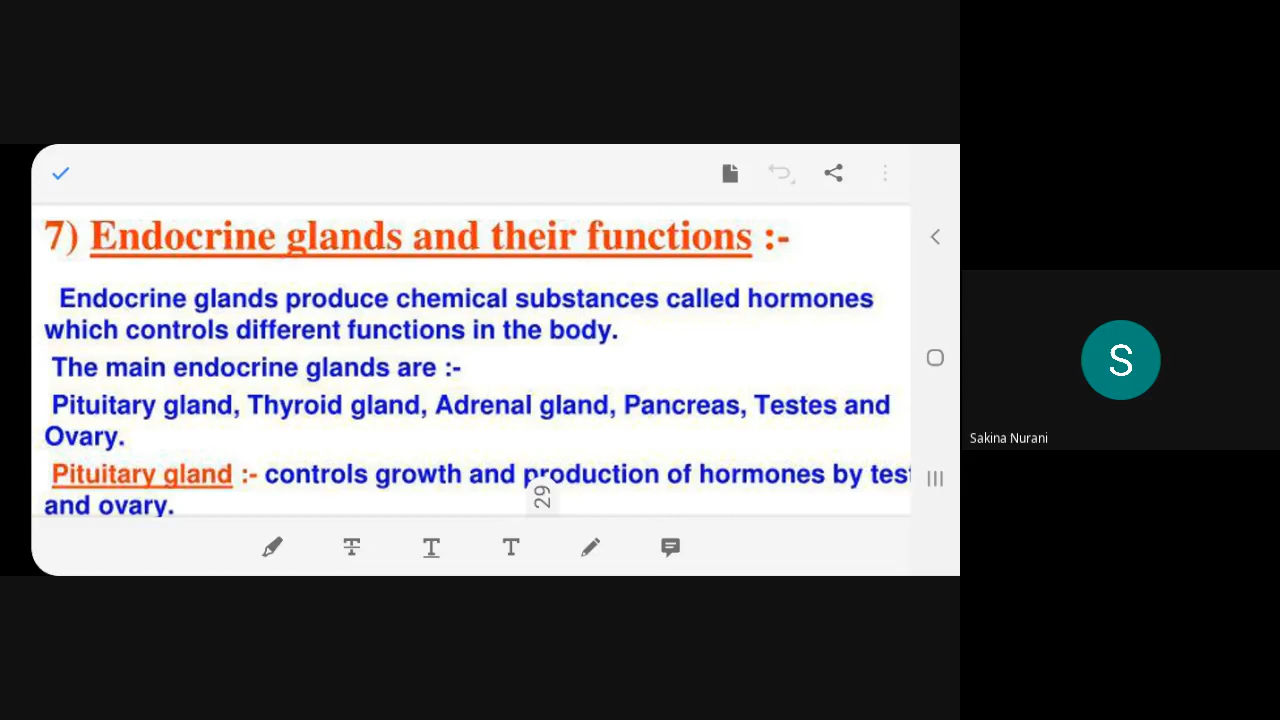 7) Endocrine glands and their functions :-
Endocrine glands produce chemical substances called hormones
which controls different functions in the body.
The main endocrine glands are :-
Pituitary gland, Thyroid gland, Adrenal gland, Pancreas, Testes and
Ovary.
Pituitary gland :- controls growth and production of hormones by tes
and ovary.
29
S
Sakina Nurani